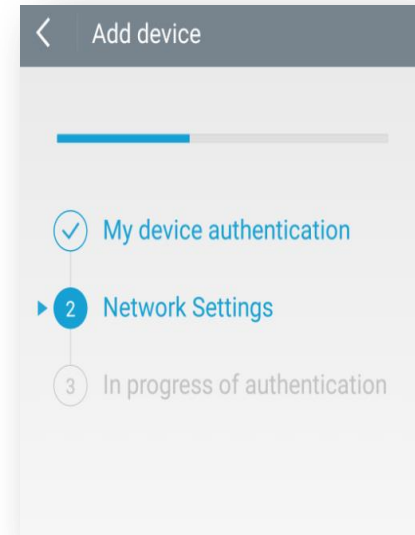 Add device
My device authentication
2 Network Settings
3 In progress of authentication